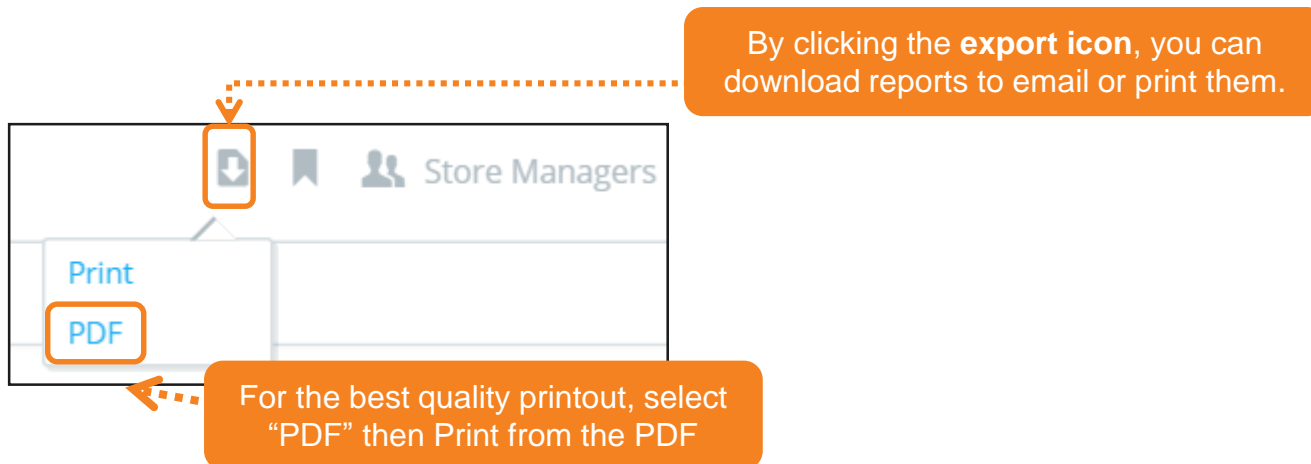 By clicking the export icon, you can
download reports to email or print them.
Store Managers
Print
PDF
For the best quality printout, select
“PDF” then Print from the PDF